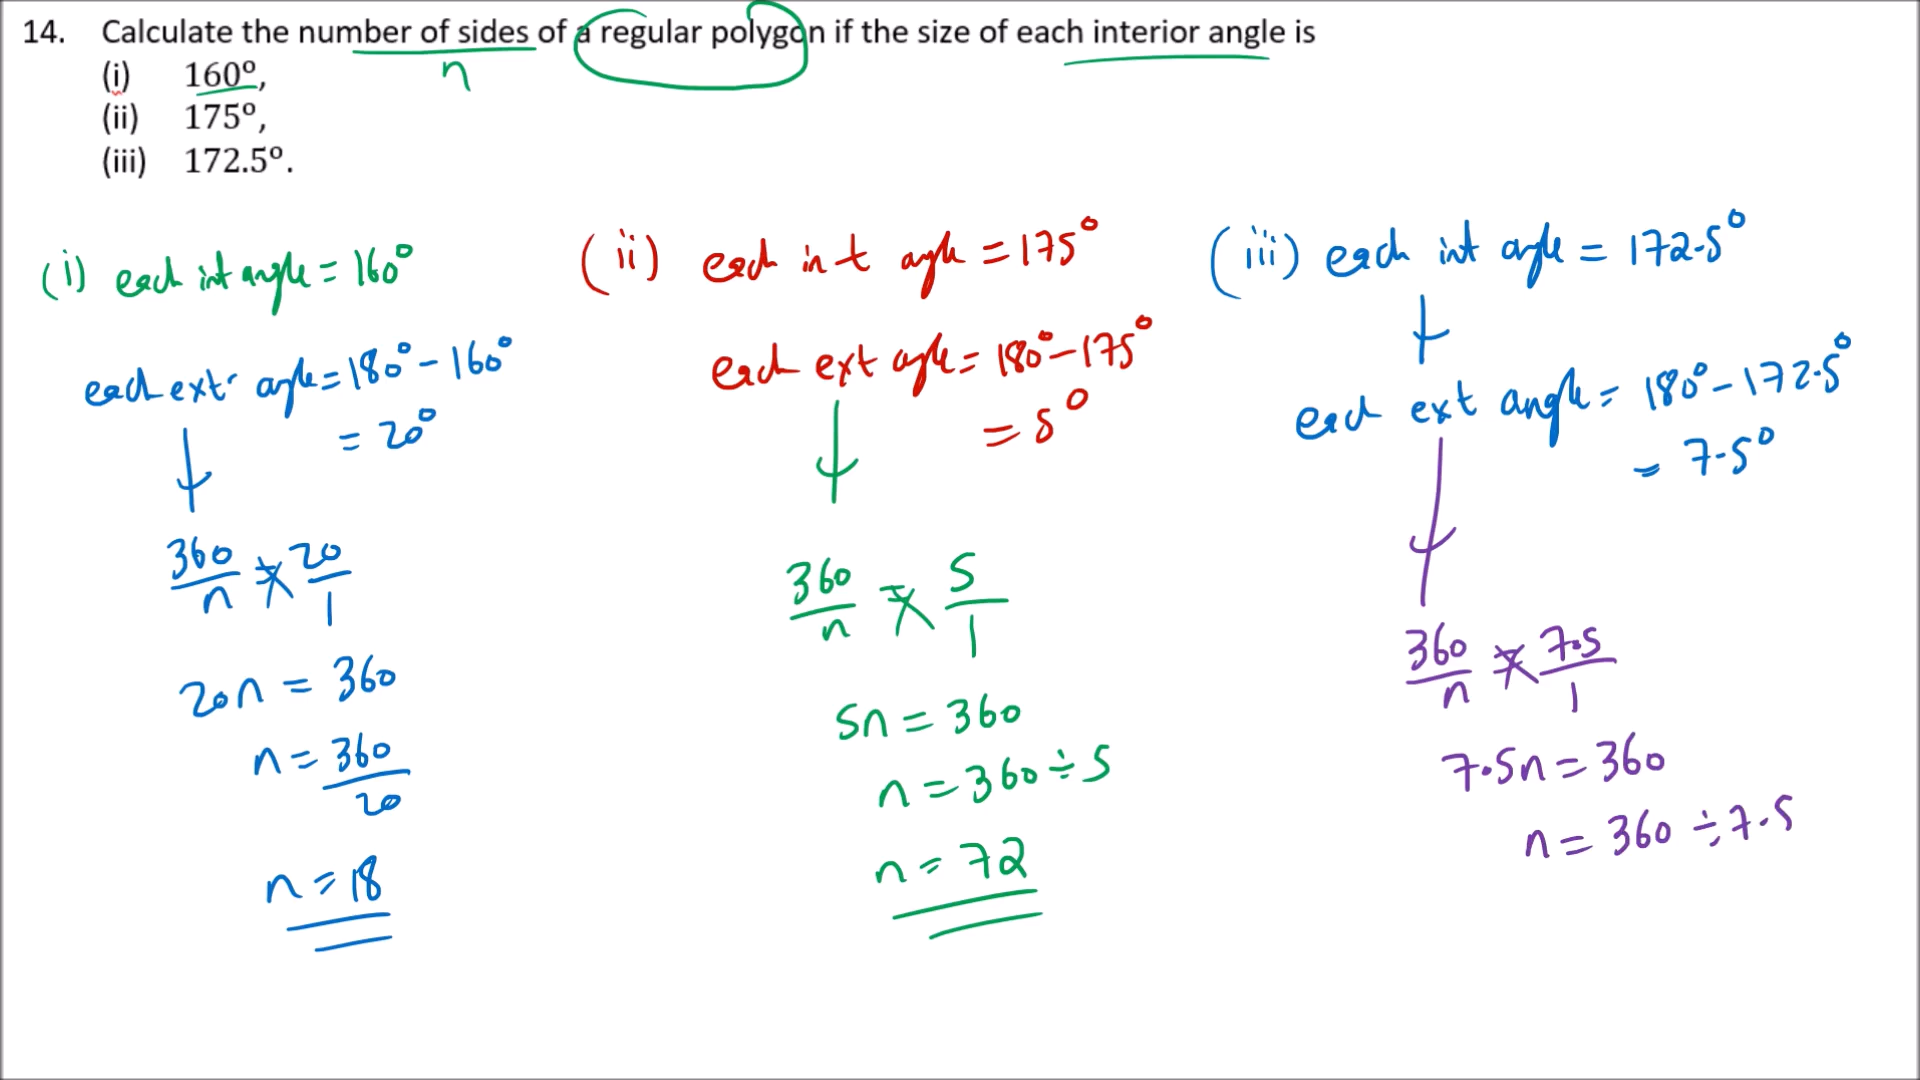 14. Calculate the number of sides of a regular polygon if the size of each interior angle is
n
(i) 160°,
(ii) 175°,
(iii) 172.5°.
(i) each int angle = 160°
each ext. angle = 180° - 160°
= 20°
360/n = 20/1
20n = 360
n = 360/20
n = 18
(ii) each int angle = 175°
each ext angle = 180° - 175°
= 5°
360/n = 5/1
5n = 360
n = 360 ÷ 5
n = 72
(iii) each int angle = 172.5°
each ext angle = 180° - 172.5°
= 7.5°
360/n = 7.5/1
7.5n = 360
n = 360 ÷ 7.5